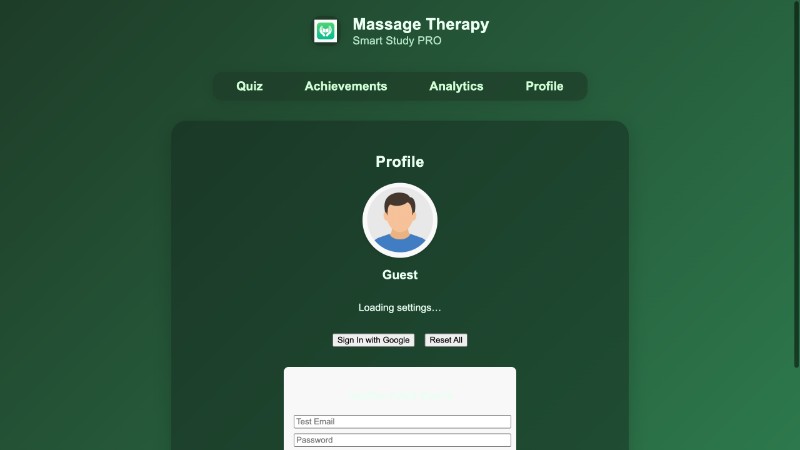 Massage Therapy
Smart Study PRO
Quiz
Achievements
Analytics
Profile
Profile
Guest
Loading settings...
Sign In with Google
Reset All
Test Email
Password